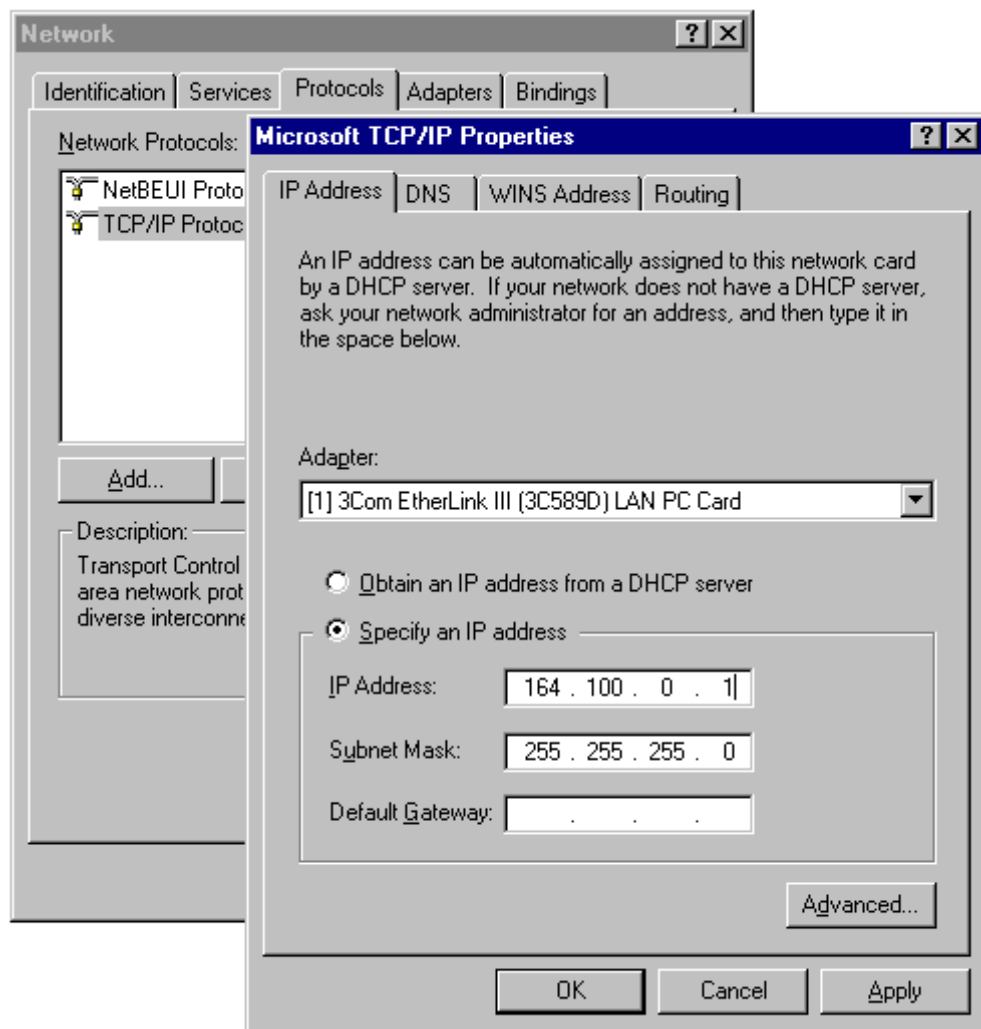 Network
Identification Services Protocols Adapters Bindings
Network Protocols:
NetBEUI Proto
TCP/IP Protoc
Add...
Description:
Transport Control
area network prot
diverse interconne
Microsoft TCP/IP Properties
IP Address DNS WINS Address Routing
An IP address can be automatically assigned to this network card
by a DHCP server. If your network does not have a DHCP server,
ask your network administrator for an address, and then type it in
the space below.
Adapter:
[1] 3Com EtherLink III (3C589D) LAN PC Card
Obtain an IP address from a DHCP server
Specify an IP address
IP Address: 164 . 100 . 0 . 1
Subnet Mask: 255 . 255 . 255 . 0
Default Gateway: . . .
Advanced...
OK Cancel Apply